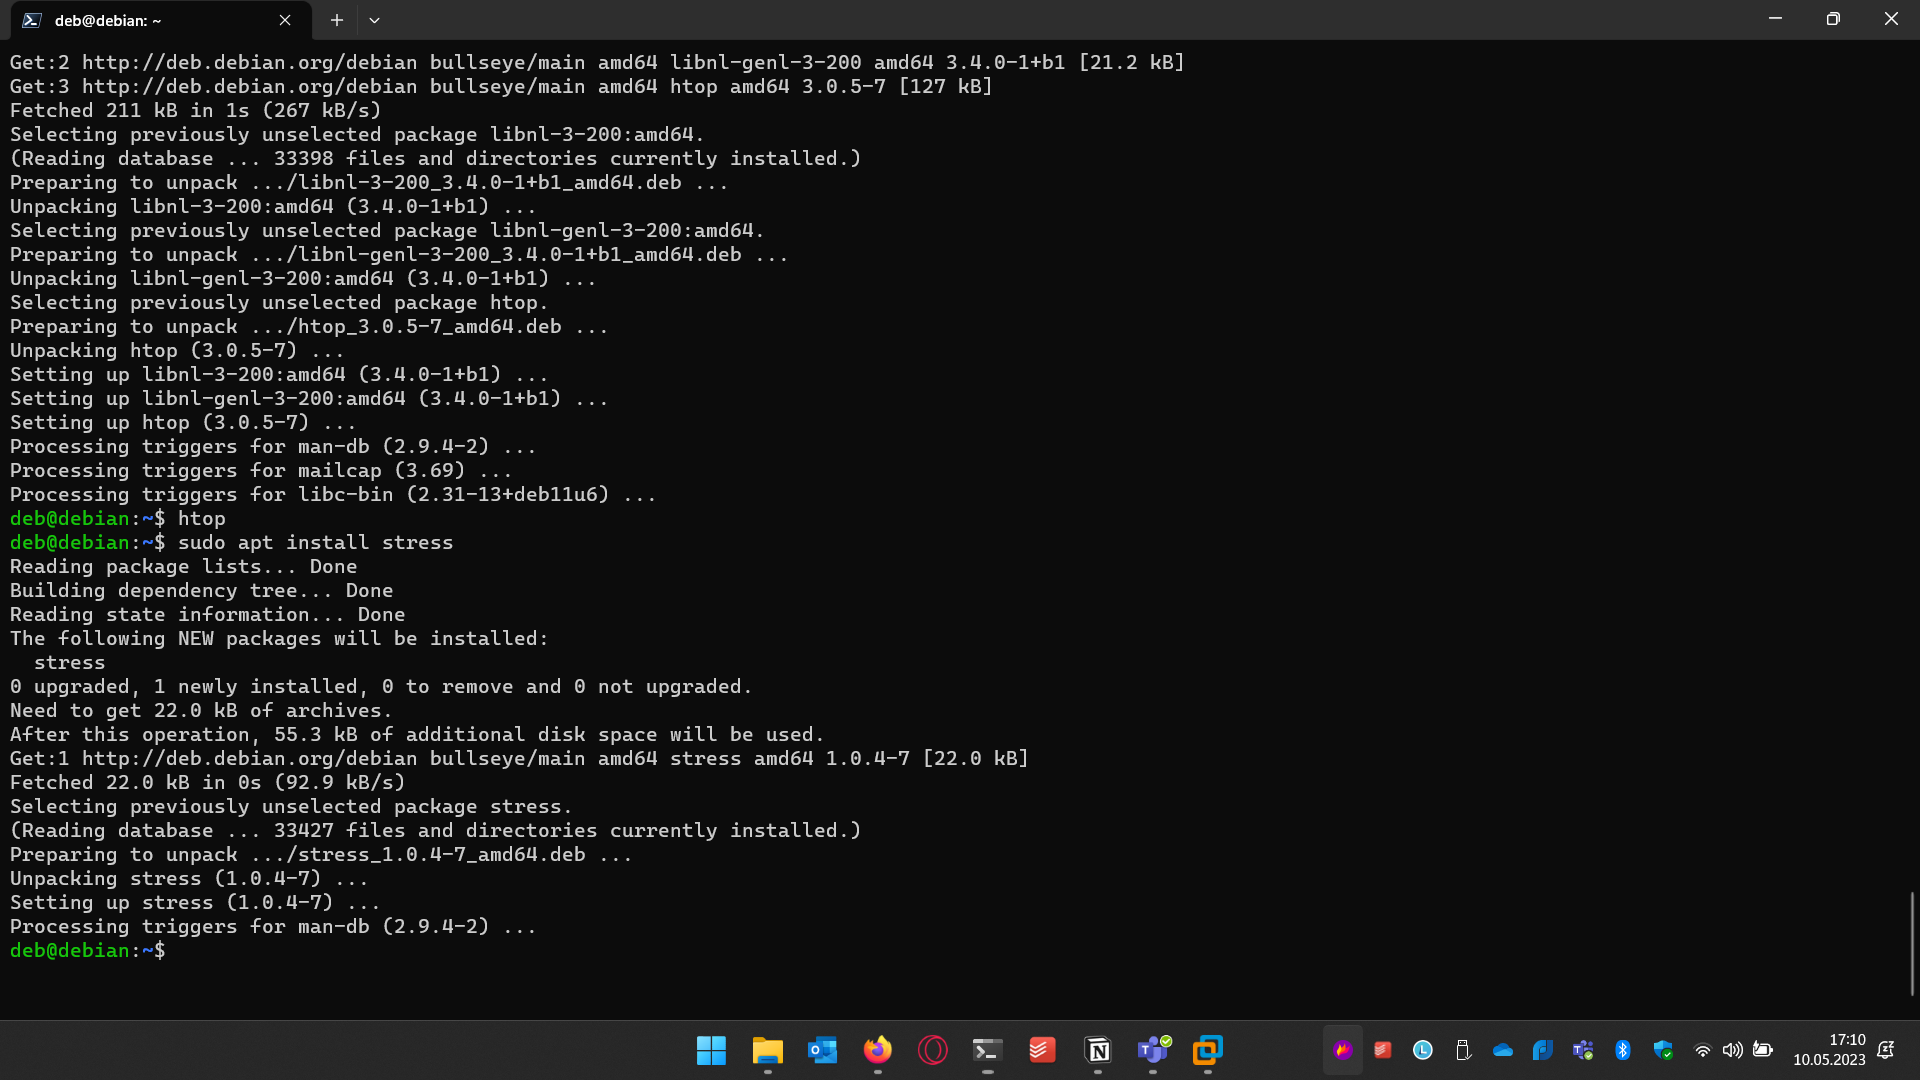 deb@debian: ~
Get:2 http://deb.debian.org/debian bullseye/main amd64 libnl-genl-3-200 amd64 3.4.0-1+b1 [21.2 kB]
Get:3 http://deb.debian.org/debian bullseye/main amd64 htop amd64 3.0.5-7 [127 kB]
Fetched 211 kB in 1s (267 kB/s)
Selecting previously unselected package libnl-3-200:amd64.
(Reading database ... 33398 files and directories currently installed.)
Preparing to unpack .../libnl-3-200_3.4.0-1+b1_amd64.deb ...
Unpacking libnl-3-200:amd64 (3.4.0-1+b1) ...
Selecting previously unselected package libnl-genl-3-200:amd64.
Preparing to unpack .../libnl-genl-3-200_3.4.0-1+b1_amd64.deb ...
Unpacking libnl-genl-3-200:amd64 (3.4.0-1+b1) ...
Selecting previously unselected package htop.
Preparing to unpack .../htop_3.0.5-7_amd64.deb ...
Unpacking htop (3.0.5-7) ...
Setting up libnl-3-200:amd64 (3.4.0-1+b1) ...
Setting up libnl-genl-3-200:amd64 (3.4.0-1+b1) ...
Setting up htop (3.0.5-7) ...
Processing triggers for man-db (2.9.4-2) ...
Processing triggers for mailcap (3.69) ...
Processing triggers for libc-bin (2.31-13+deb11u6) ...
deb@debian:~$ htop
deb@debian:~$ sudo apt install stress
Reading package lists... Done
Building dependency tree... Done
Reading state information... Done
The following NEW packages will be installed:
  stress
0 upgraded, 1 newly installed, 0 to remove and 0 not upgraded.
Need to get 22.0 kB of archives.
After this operation, 55.3 kB of additional disk space will be used.
Get:1 http://deb.debian.org/debian bullseye/main amd64 stress amd64 1.0.4-7 [22.0 kB]
Fetched 22.0 kB in 0s (92.9 kB/s)
Selecting previously unselected package stress.
(Reading database ... 33427 files and directories currently installed.)
Preparing to unpack .../stress_1.0.4-7_amd64.deb ...
Unpacking stress (1.0.4-7) ...
Setting up stress (1.0.4-7) ...
Processing triggers for man-db (2.9.4-2) ...
deb@debian:~$
17:10
10.05.2023